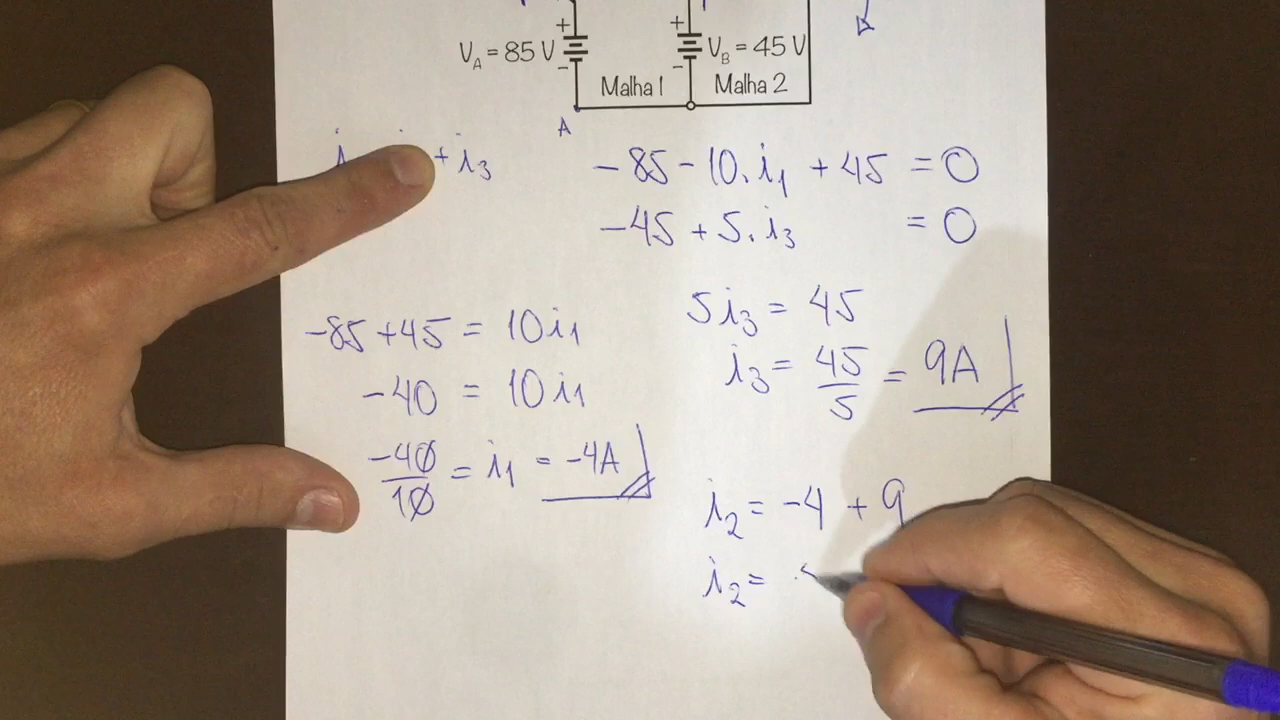 + +
V_A = 85 V V_B = 45 V
- -
Malha 1 Malha 2
A
+ i₃
-85 - 10.i₁ + 45 = 0
-45 + 5.i₃ = 0
-85 + 45 = 10i₁
-40 = 10i₁
-40/10 = i₁ = -4A
5i₃ = 45
i₃ = 45/5 = 9A
i₂ = -4 + 9
i₂ =